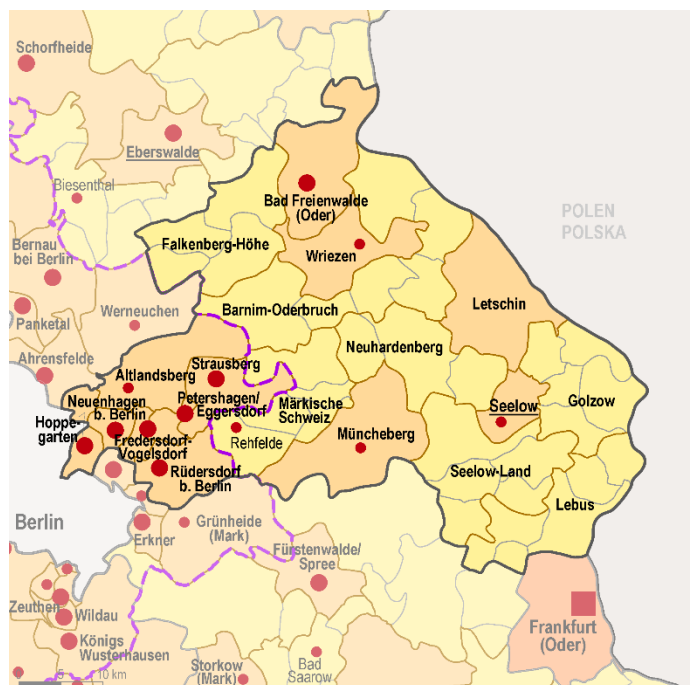 Schorfheide
Eberswalde
Biesenthal
Bad Freienwalde
(Oder)
POLEN
POLSKA
Falkenberg-Höhe
Wriezen
Bernau
bei Berlin
Werneuchen
Barnim-Oderbruch
Letschin
Panketal
Ahrensfelde
Neuhardenberg
Strausberg
Altlandsberg
Petershagen/
Eggersdorf
Neuenhagen
b. Berlin
Märkische
Schweiz
Seelow
Golzow
Hoppe-
garten
Fredersdorf-
Vogelsdorf
Rehfelde
Müncheberg
Rüdersdorf
b. Berlin
Seelow-Land
Lebus
Berlin
Grünheide
(Mark)
Erkner
Fürstenwalde/
Spree
Zeuthen
Wildau
Frankfurt
(Oder)
Königs
Wusterhausen
Storkow
(Mark)
Bad
Saarow
5 10 km